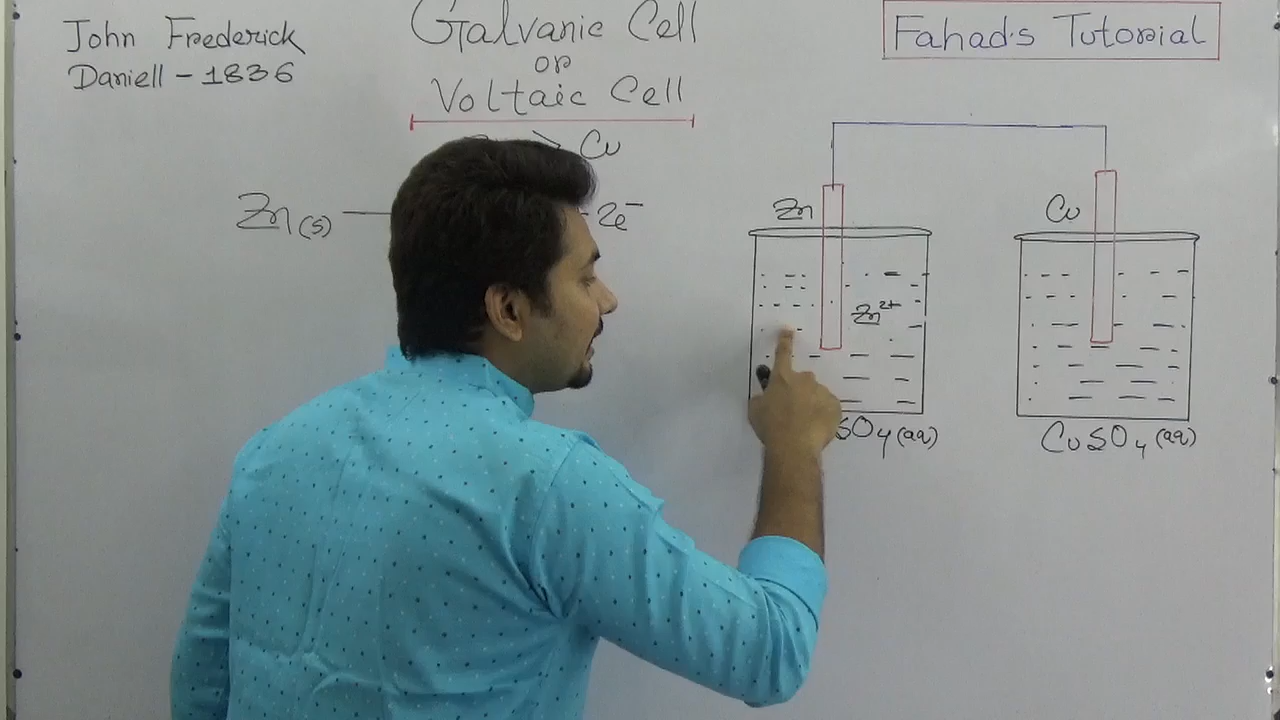 John Frederick
Daniell - 1836
Galvanic Cell
or
Voltaic Cell
Fahad's Tutorial
> Cu
Zn(s)
2e⁻
Zn
Cu
Zn²⁺
SO₄(aq)
CuSO₄(aq)